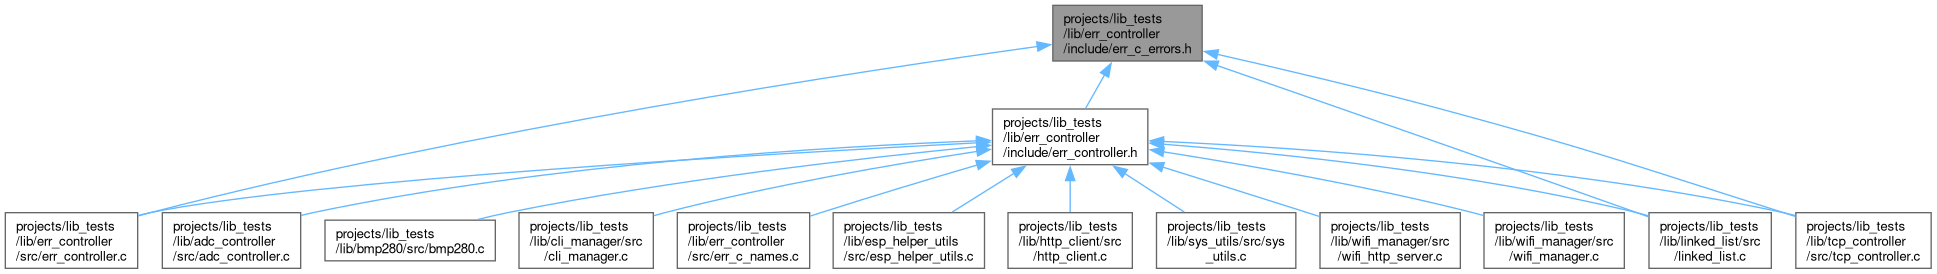 projects/lib_tests
/lib/err_controller
/include/err_c_errors.h
projects/lib_tests
/lib/err_controller
/include/err_controller.h
projects/lib_tests
/lib/err_controller
/src/err_controller.c
projects/lib_tests
/lib/adc_controller
/src/adc_controller.c
projects/lib_tests
/lib/bmp280/src/bmp280.c
projects/lib_tests
/lib/cli_manager/src
/cli_manager.c
projects/lib_tests
/lib/err_controller
/src/err_c_names.c
projects/lib_tests
/lib/esp_helper_utils
/src/esp_helper_utils.c
projects/lib_tests
/lib/http_client/src
/http_client.c
projects/lib_tests
/lib/sys_utils/src/sys
_utils.c
projects/lib_tests
/lib/wifi_manager/src
/wifi_http_server.c
projects/lib_tests
/lib/wifi_manager/src
/wifi_manager.c
projects/lib_tests
/lib/linked_list/src
/linked_list.c
projects/lib_tests
/lib/tcp_controller
/src/tcp_controller.c